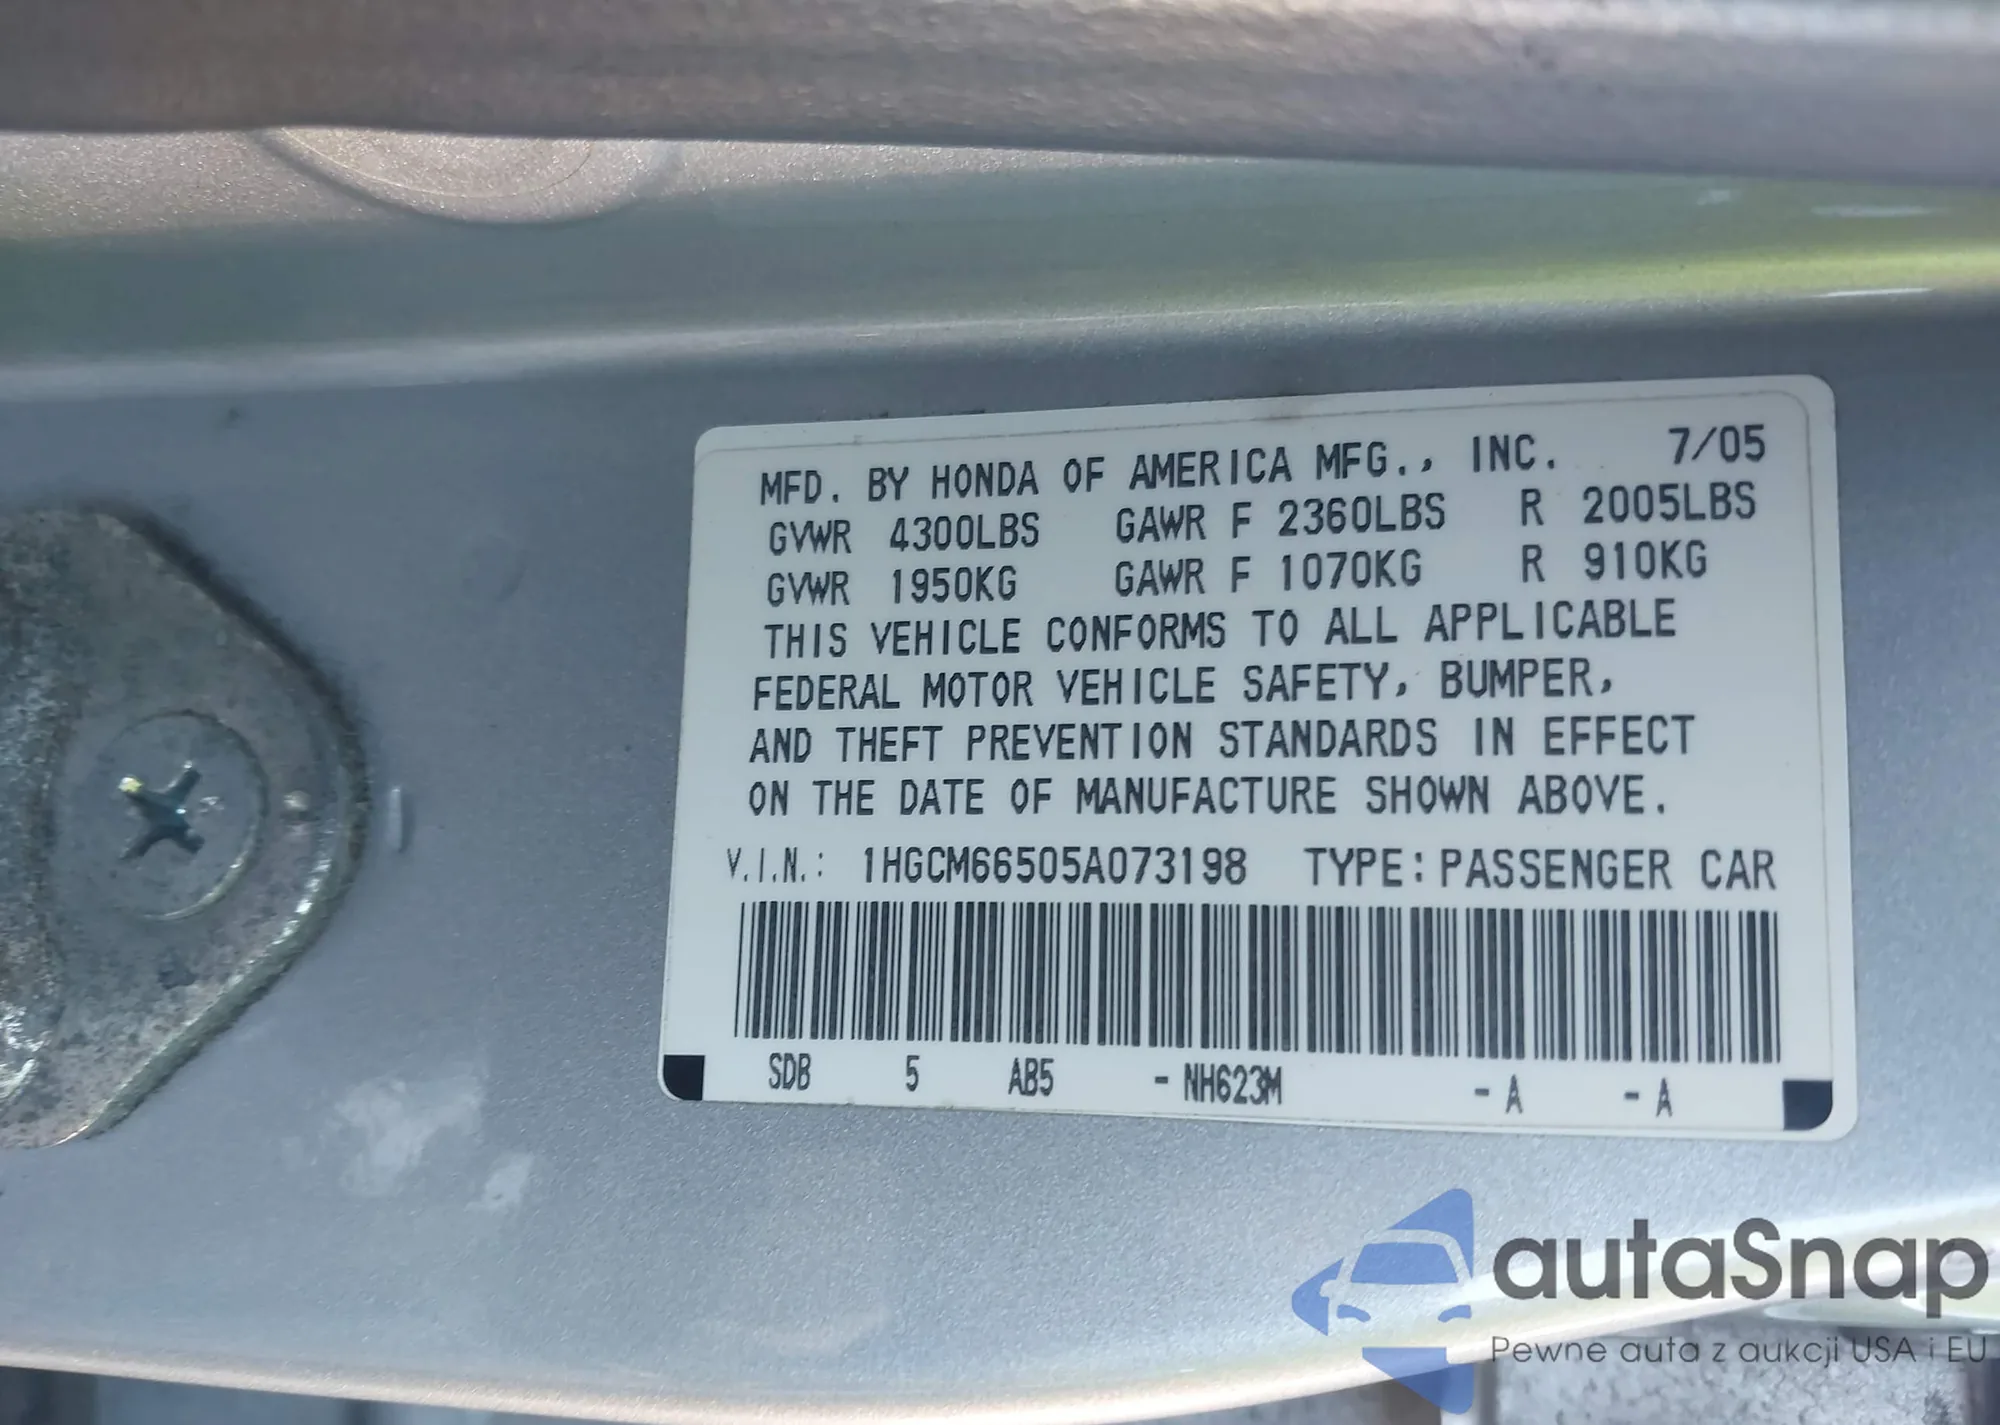 MFD. BY HONDA OF AMERICA MFG., INC. 7/05
GVWR 4300LBS GAWR F 2360LBS R 2005LBS
GVWR 1950KG GAWR F 1070KG R 910KG
THIS VEHICLE CONFORMS TO ALL APPLICABLE
FEDERAL MOTOR VEHICLE SAFETY, BUMPER,
AND THEFT PREVENTION STANDARDS IN EFFECT
ON THE DATE OF MANUFACTURE SHOWN ABOVE.
V.I.N.: 1HGCM66505A073198 TYPE: PASSENGER CAR
SDB 5 AB5 - NH623M - A - A
autaSnap
Pewne auta z aukcji USA i EU